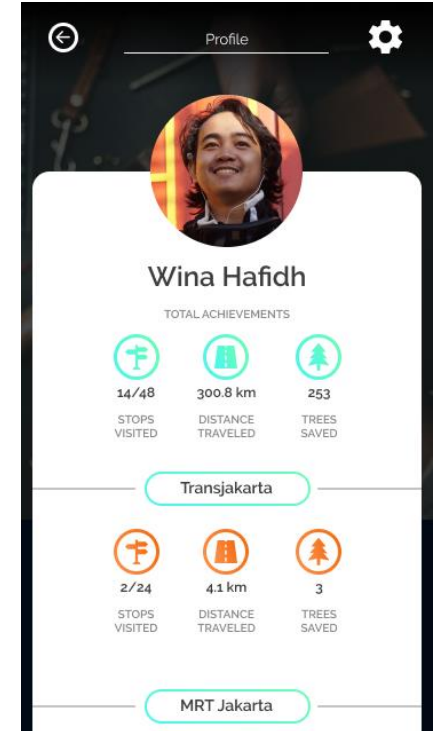 Profile
Wina Hafidh
TOTAL ACHIEVEMENTS
14/48 300.8 km 253
STOPS DISTANCE TREES
VISITED TRAVELED SAVED
Transjakarta
2/24 4.1 km 3
STOPS DISTANCE TREES
VISITED TRAVELED SAVED
MRT Jakarta